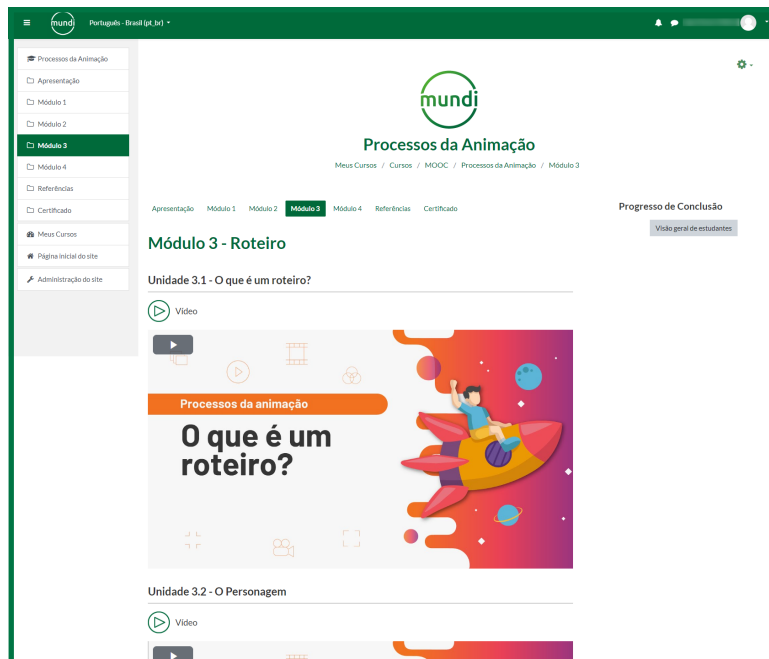 mundi
Português - Brasil (pt_br)
Processos da Animação
Apresentação
Módulo 1
Módulo 2
Módulo 3
Módulo 4
Referências
Certificado
Meus Cursos
Página inicial do site
Administração do site
mundi
Processos da Animação
Meus Cursos / Cursos / MOOC / Processos da Animação / Módulo 3
Apresentação Módulo 1 Módulo 2 Módulo 3 Módulo 4 Referências Certificado
Progresso de Conclusão
Visão geral de estudantes
Módulo 3 - Roteiro
Unidade 3.1 - O que é um roteiro?
Vídeo
Processos da animação
O que é um
roteiro?
Unidade 3.2 - O Personagem
Vídeo